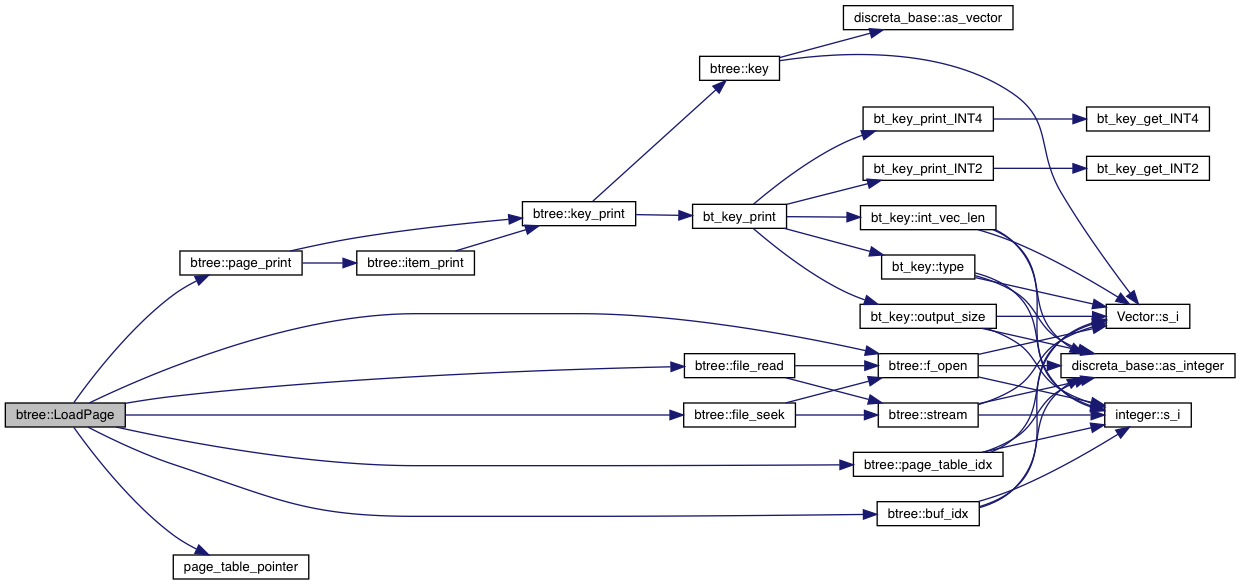 discreta_base::as_vector
btree::key
bt_key_print_INT4
bt_key_get_INT4
bt_key_print_INT2
bt_key_get_INT2
btree::key_print
bt_key_print
bt_key::int_vec_len
btree::page_print
btree::item_print
bt_key::type
bt_key::output_size
Vector::s_i
btree::file_read
btree::f_open
discreta_base::as_integer
btree::LoadPage
btree::file_seek
btree::stream
integer::s_i
btree::page_table_idx
btree::buf_idx
page_table_pointer